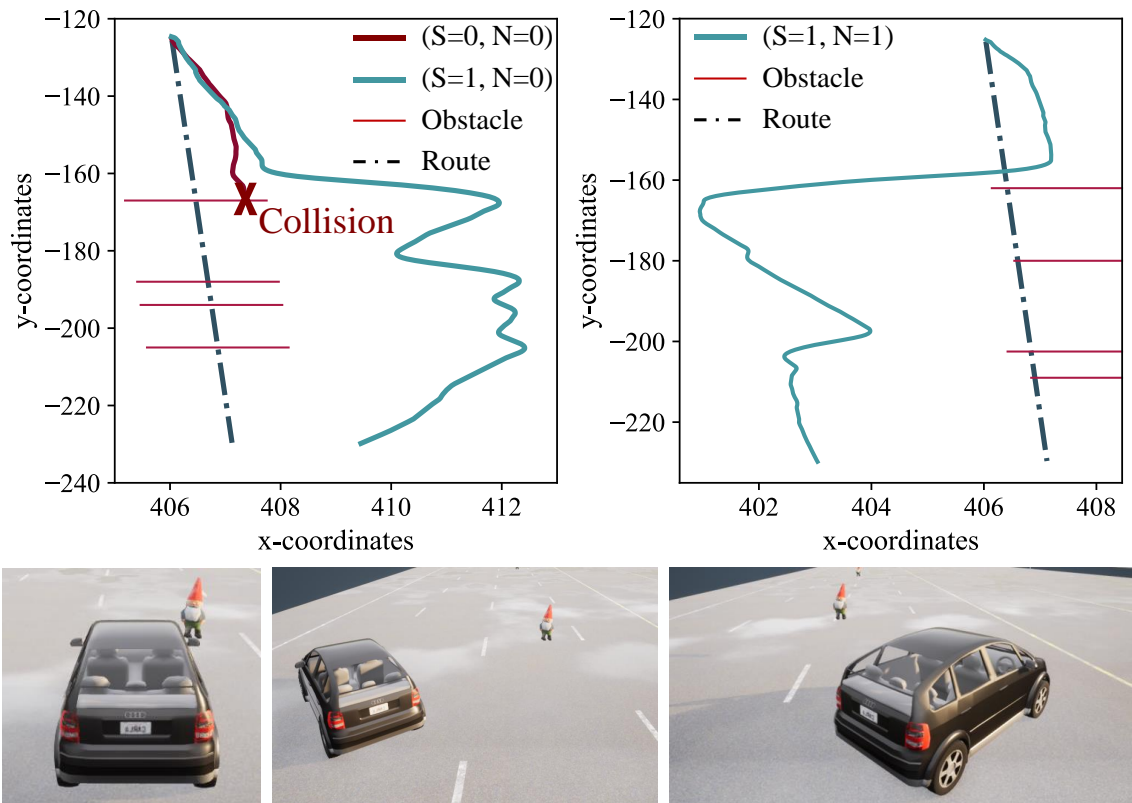 −120
−140
−160
−180
−200
−220
−240
y-coordinates
406
408
410
412
x-coordinates
(S=0, N=0)
(S=1, N=0)
Obstacle
Route
X
Collision
−120
−140
−160
−180
−200
−220
y-coordinates
402
404
406
408
x-coordinates
(S=1, N=1)
Obstacle
Route